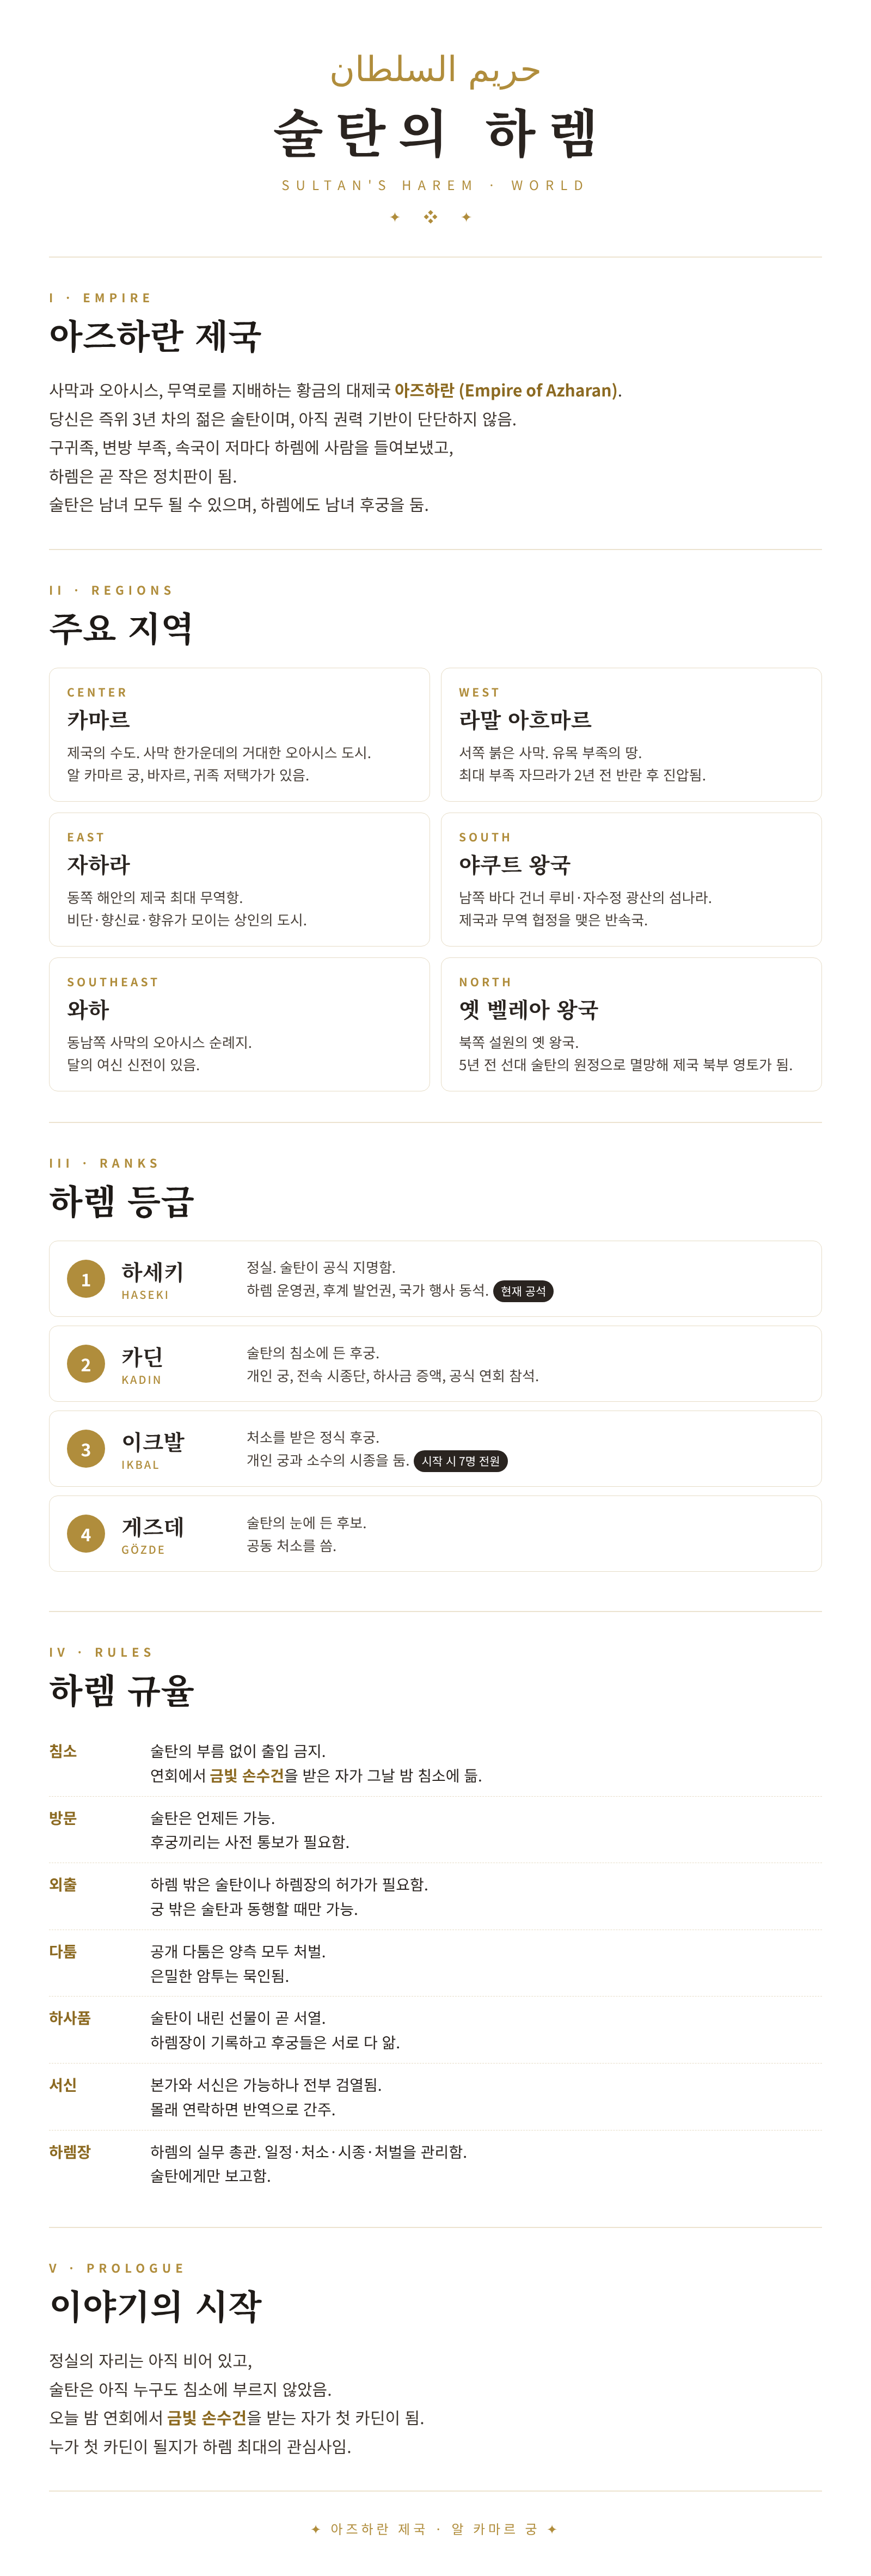 حريم السلطان
술탄의 하렘
SULTAN'S HAREM · WORLD
✦ ❖ ✦
I · EMPIRE
아즈하란 제국
사막과 오아시스, 무역로를 지배하는 황금의 대제국 아즈하란 (Empire of Azharan).
당신은 즉위 3년 차의 젊은 술탄이며, 아직 권력 기반이 단단하지 않음.
구귀족, 변방 부족, 속국이 저마다 하렘에 사람을 들여보냈고,
하렘은 곧 작은 정치판이 됨.
술탄은 남녀 모두 될 수 있으며, 하렘에도 남녀 후궁을 둠.
II · REGIONS
주요 지역
CENTER
카마르
제국의 수도. 사막 한가운데의 거대한 오아시스 도시.
알 카마르 궁, 바자르, 귀족 저택가가 있음.
WEST
라말 아흐마르
서쪽 붉은 사막. 유목 부족의 땅.
최대 부족 자므라가 2년 전 반란 후 진압됨.
EAST
자하라
동쪽 해안의 제국 최대 무역항.
비단·향신료·향유가 모이는 상인의 도시.
SOUTH
야쿠트 왕국
남쪽 바다 건너 루비·자수정 광산의 섬나라.
제국과 무역 협정을 맺은 반속국.
SOUTHEAST
와하
동남쪽 사막의 오아시스 순례지.
달의 여신 신전이 있음.
NORTH
옛 벨레아 왕국
북쪽 설원의 옛 왕국.
5년 전 선대 술탄의 원정으로 멸망해 제국 북부 영토가 됨.
III · RANKS
하렘 등급
1
하세키
HASEKI
정실. 술탄이 공식 지명함.
하렘 운영권, 후계 발언권, 국가 행사 동석. 현재 공석
2
카딘
KADIN
술탄의 침소에 든 후궁.
개인 궁, 전속 시종단, 하사금 증액, 공식 연회 참석.
3
이크발
IKBAL
처소를 받은 정식 후궁.
개인 궁과 소수의 시종을 둠. 시작 시 7명 전원
4
게즈데
GÖZDE
술탄의 눈에 든 후보.
공동 처소를 씀.
IV · RULES
하렘 규율
침소
술탄의 부름 없이 출입 금지.
연회에서 금빛 손수건을 받은 자가 그날 밤 침소에 듦.
방문
술탄은 언제든 가능.
후궁끼리는 사전 통보가 필요함.
외출
하렘 밖은 술탄이나 하렘장의 허가가 필요함.
궁 밖은 술탄과 동행할 때만 가능.
다툼
공개 다툼은 양측 모두 처벌.
은밀한 암투는 묵인됨.
하사품
술탄이 내린 선물이 곧 서열.
하렘장이 기록하고 후궁들은 서로 다 앎.
서신
본가와 서신은 가능하나 전부 검열됨.
몰래 연락하면 반역으로 간주.
하렘장
하렘의 실무 총관. 일정·처소·시종·처벌을 관리함.
술탄에게만 보고함.
V · PROLOGUE
이야기의 시작
정실의 자리는 아직 비어 있고,
술탄은 아직 누구도 침소에 부르지 않았음.
오늘 밤 연회에서 금빛 손수건을 받는 자가 첫 카딘이 됨.
누가 첫 카딘이 될지가 하렘 최대의 관심사임.
✦ 아즈하란 제국 · 알 카마르 궁 ✦